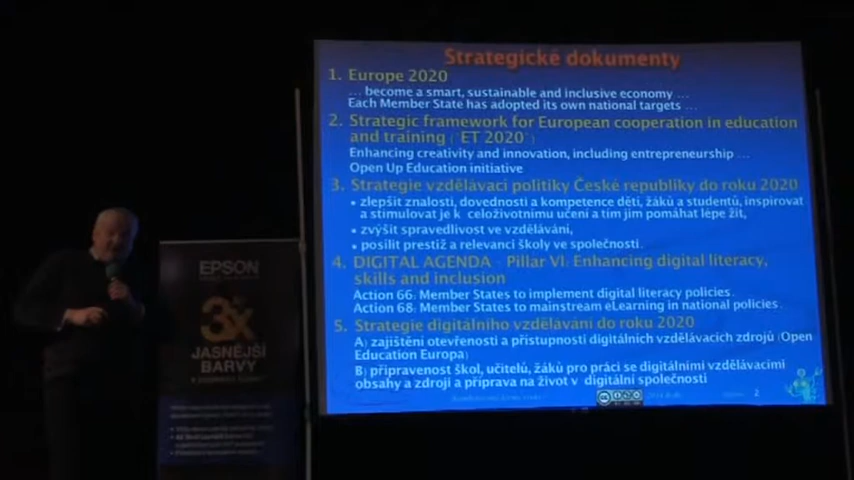 Strategické dokumenty
1. Europe 2020
... become a smart, sustainable and inclusive economy ...
Each Member State has adopted its own national targets ...
2. Strategic framework for European cooperation in education
and training ("ET 2020")
Enhancing creativity and innovation, including entrepreneurship ...
Open Up Education initiative
3. Strategie vzdělávací politiky České republiky do roku 2020
• zlepšit znalosti, dovednosti a kompetence dětí, žáků a studentů, inspirovat
a stimulovat je k celoživotnímu učení a tím jim pomáhat lépe žít,
• zvýšit spravedlivost ve vzdělávání,
• posílit prestiž a relevanci školy ve společnosti.
4. DIGITAL AGENDA - Pillar VI: Enhancing digital literacy,
skills and inclusion
Action 66: Member States to implement digital literacy policies.
Action 68: Member States to mainstream eLearning in national policies.
5. Strategie digitálního vzdělávání do roku 2020
A) zajištění otevřenosti a přístupnosti digitálních vzdělávacích zdrojů (Open
Education Europa)
B) připravenost škol, učitelů, žáků pro práci se digitálními vzdělávacími
obsahy a zdroji a příprava na život v digitální společnosti
2
EPSON
3x
JASNĚJŠÍ
BARVY